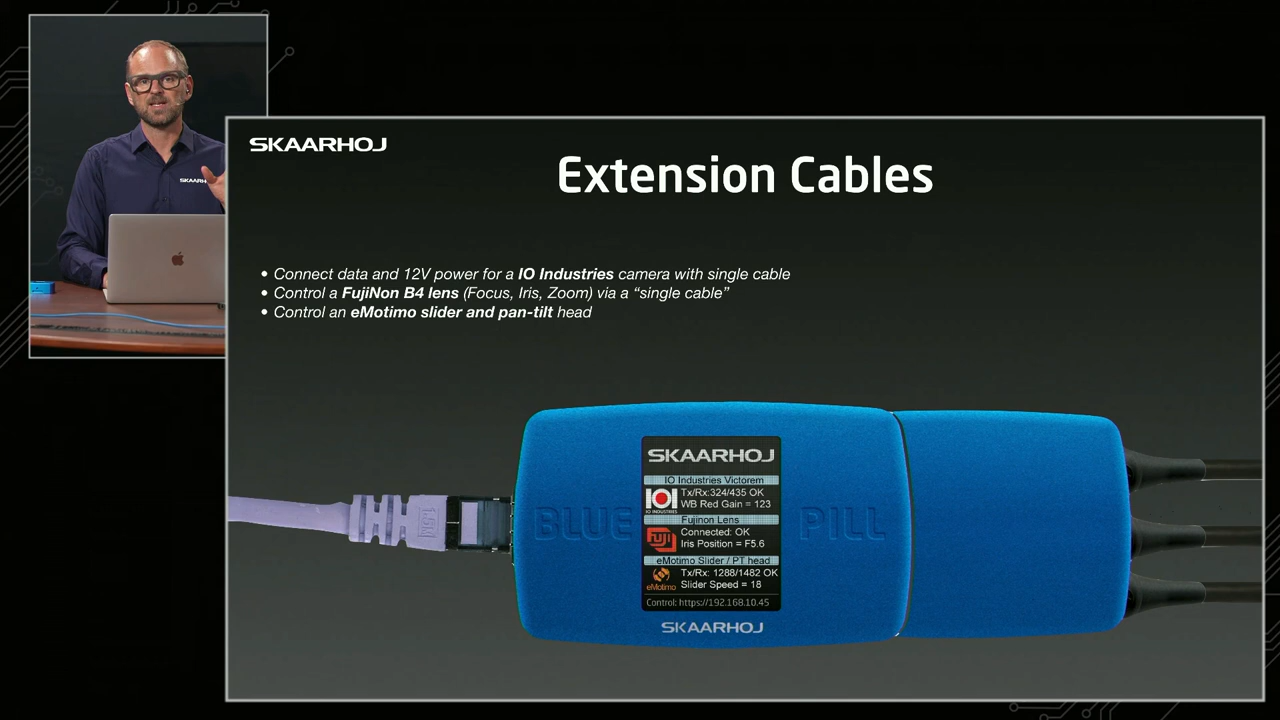 SKAARH
SKAARHOJ
Extension Cables
• Connect data and 12V power for a IO Industries camera with single cable
• Control a FujiNon B4 lens (Focus, Iris, Zoom) via a “single cable”
• Control an eMotimo slider and pan-tilt head
1.5M
BLUE PILL
SKAARHOJ
IO Industries Victorem
IO INDUSTRIES
Tx/Rx:324/435 OK
WB Red Gain = 123
Fujinon Lens
FUJI
Connected: OK
Iris Position = F5.6
eMotimo Slider / PT head
eMotimo
Tx/Rx: 1288/1482 OK
Slider Speed = 18
Control: https://192.168.10.45
SKAARHOJ